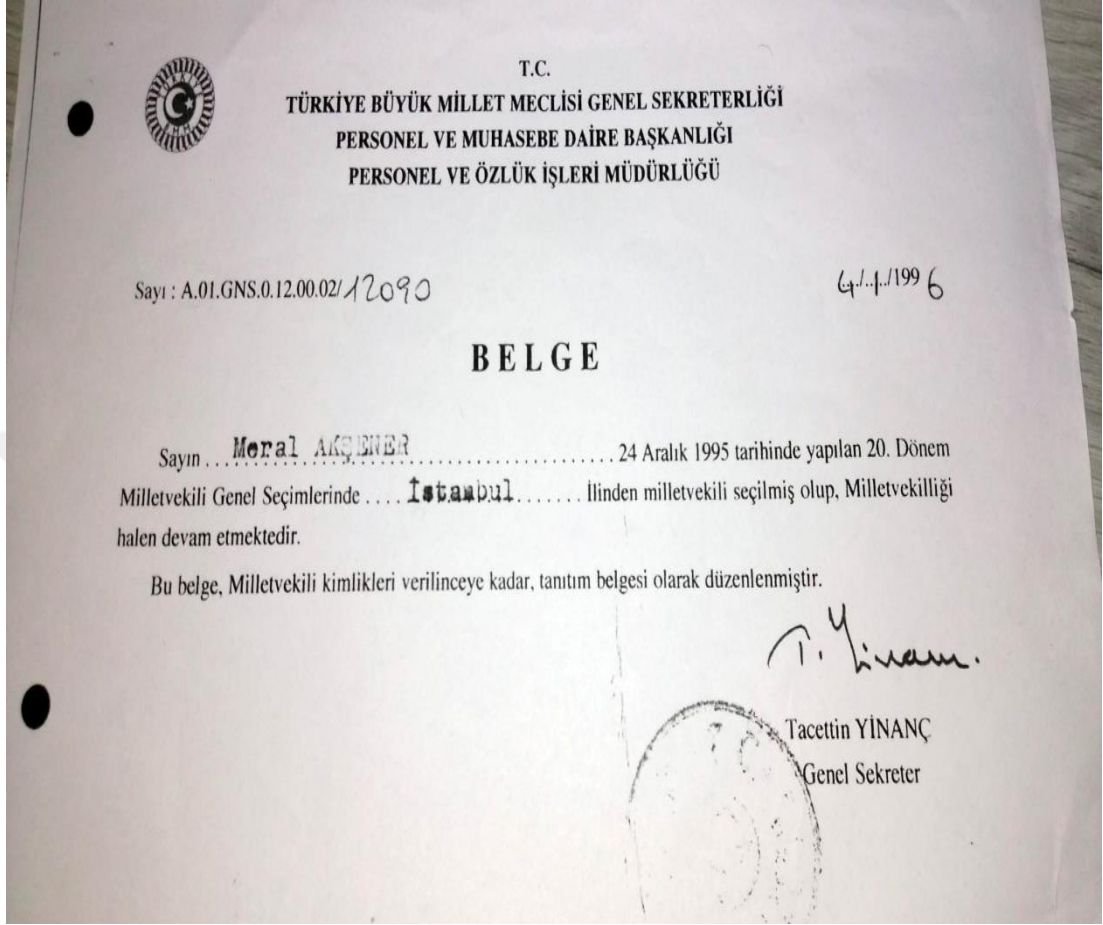 T.C.
TÜRKİYE BÜYÜK MİLLET MECLİSİ GENEL SEKRETERLİĞİ
PERSONEL VE MUHASEBE DAİRE BAŞKANLIĞI
PERSONEL VE ÖZLÜK İŞLERİ MÜDÜRLÜĞÜ
Sayı : A.01.GNS.0.12.00.02/12090
4/1/1996
BELGE
Sayın . . . Meral AKŞENER . . . . . . . . . . . . . . . . . . . . . . . . 24 Aralık 1995 tarihinde yapılan 20. Dönem
Milletvekili Genel Seçimlerinde . . . . İstanbul. . . . . . . İlinden milletvekili seçilmiş olup, Milletvekilliği
halen devam etmektedir.
Bu belge, Milletvekili kimlikleri verilinceye kadar, tanıtım belgesi olarak düzenlenmiştir.
T. Yinanç
Tacettin YİNANÇ
Genel Sekreter
T C